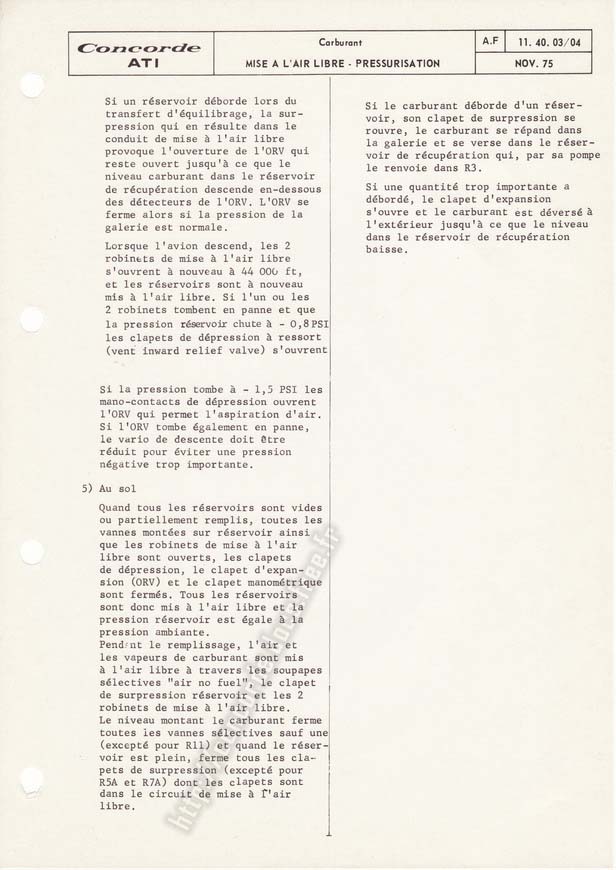 Concorde
ATI
Carburant
MISE A L'AIR LIBRE - PRESSURISATION
A.F
11. 40. 03/04
NOV. 75
Si un réservoir déborde lors du
transfert d'équilibrage, la sur-
pression qui en résulte dans le
conduit de mise à l'air libre
provoque l'ouverture de l'ORV qui
reste ouvert jusqu'à ce que le
niveau carburant dans le réservoir
de récupération descende en-dessous
des détecteurs de l'ORV. L'ORV se
ferme alors si la pression de la
galerie est normale.
Lorsque l'avion descend, les 2
robinets de mise à l'air libre
s'ouvrent à nouveau à 44 000 ft,
et les réservoirs sont à nouveau
mis à l'air libre. Si l'un ou les
2 robinets tombent en panne et que
la pression réservoir chute à - 0,8 PSI
les clapets de dépression à ressort
(vent inward relief valve) s'ouvrent
Si la pression tombe à - 1,5 PSI les
mano-contacts de dépression ouvrent
l'ORV qui permet l'aspiration d'air.
Si l'ORV tombe également en panne,
le vario de descente doit être
réduit pour éviter une pression
négative trop importante.
5) Au sol
Quand tous les réservoirs sont vides
ou partiellement remplis, toutes les
vannes montées sur réservoir ainsi
que les robinets de mise à l'air
libre sont ouverts, les clapets
de dépression, le clapet d'expan-
sion (ORV) et le clapet manométrique
sont fermés. Tous les réservoirs
sont donc mis à l'air libre et la
pression réservoir est égale à la
pression ambiante.
Pendant le remplissage, l'air et
les vapeurs de carburant sont mis
à l'air libre à travers les soupapes
sélectives "air no fuel", le clapet
de surpression réservoir et les 2
robinets de mise à l'air libre.
Le niveau montant le carburant ferme
toutes les vannes sélectives sauf une
(excepté pour R11) et quand le réser-
voir est plein, ferme tous les cla-
pets de surpression (excepté pour
R5A et R7A) dont les clapets sont
dans le circuit de mise à l'air
libre.
Si le carburant déborde d'un réser-
voir, son clapet de surpression se
rouvre, le carburant se répand dans
la galerie et se verse dans le réser-
voir de récupération qui, par sa pompe
le renvoie dans R3.
Si une quantité trop importante a
débordé, le clapet d'expansion
s'ouvre et le carburant est déversé à
l'extérieur jusqu'à ce que le niveau
dans le réservoir de récupération
baisse.